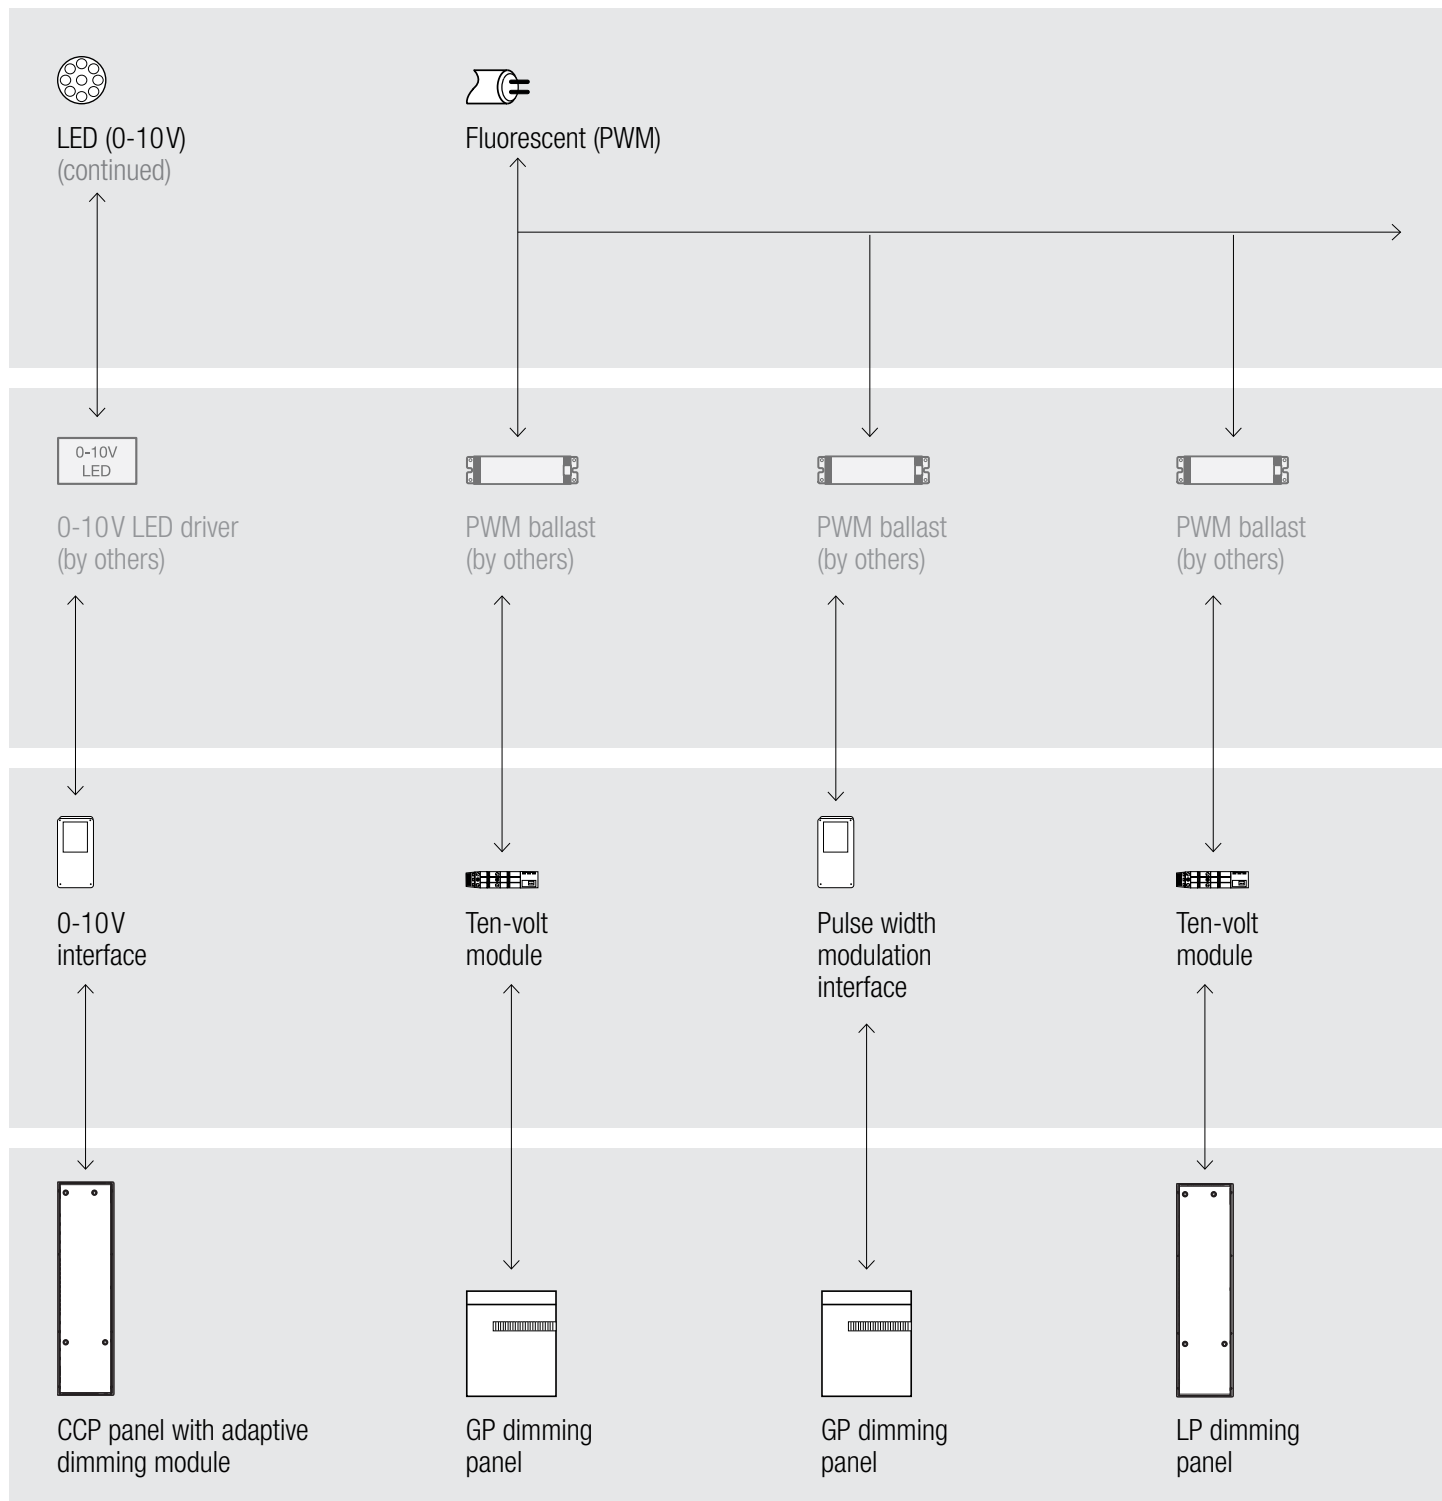 LED (0-10V)
(continued)
Fluorescent (PWM)
0-10V
LED
0-10V LED driver
(by others)
PWM ballast
(by others)
PWM ballast
(by others)
PWM ballast
(by others)
0-10V
interface
Ten-volt
module
Pulse width
modulation
interface
Ten-volt
module
CCP panel with adaptive
dimming module
GP dimming
panel
GP dimming
panel
LP dimming
panel